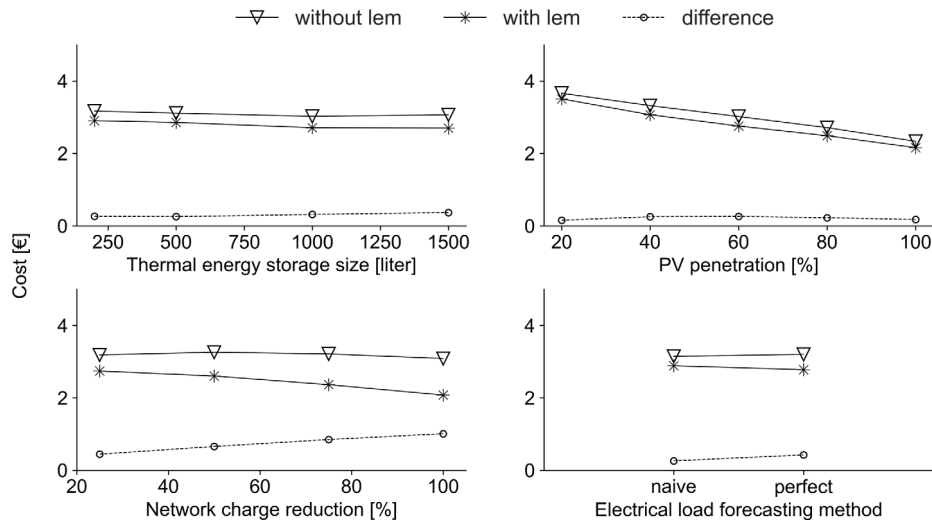 without lem with lem difference
4
2
0
250 500 750 1000 1250 1500
Thermal energy storage size [liter]
4
2
0
20 40 60 80 100
PV penetration [%]
Cost [€]
4
2
0
20 40 60 80 100
Network charge reduction [%]
4
2
0
naive perfect
Electrical load forecasting method